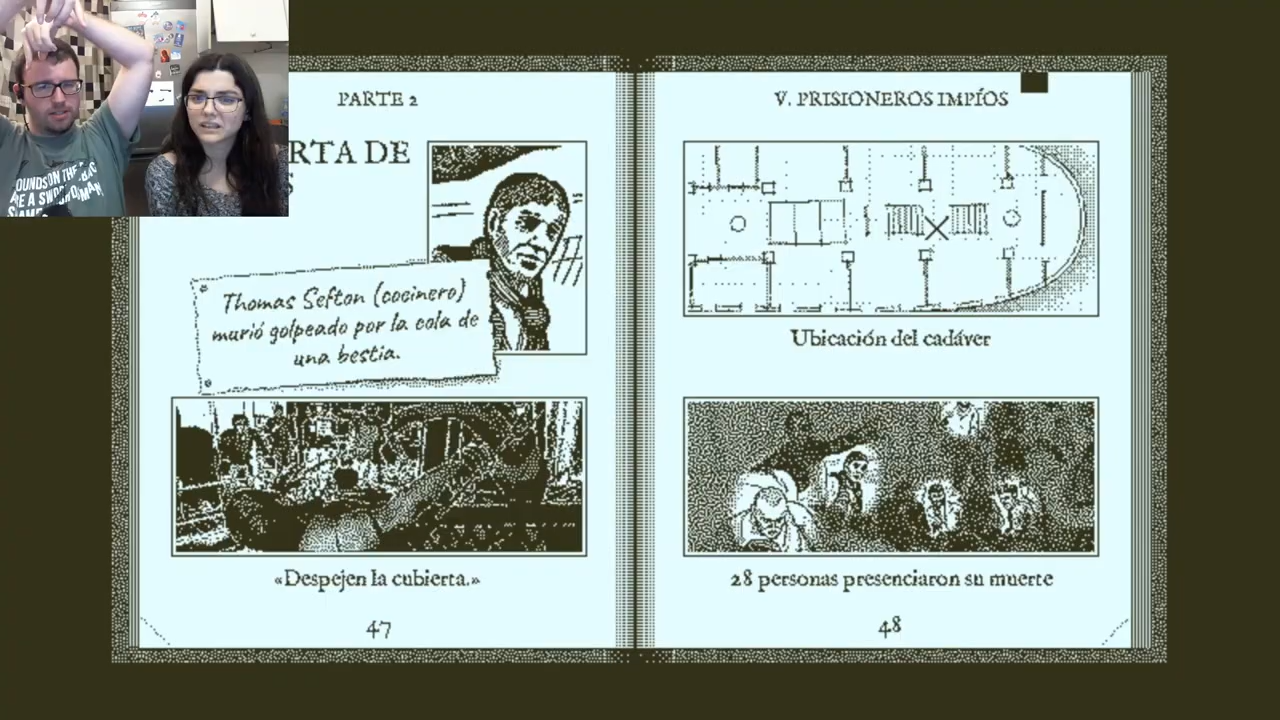 PARTE 2
RTA DE
S
Thomas Sefton (cocinero)
murió golpeado por la cola de
una bestia.
«Despejen la cubierta.»
47
V. PRISIONEROS IMPÍOS
Ubicación del cadáver
28 personas presenciaron su muerte
48